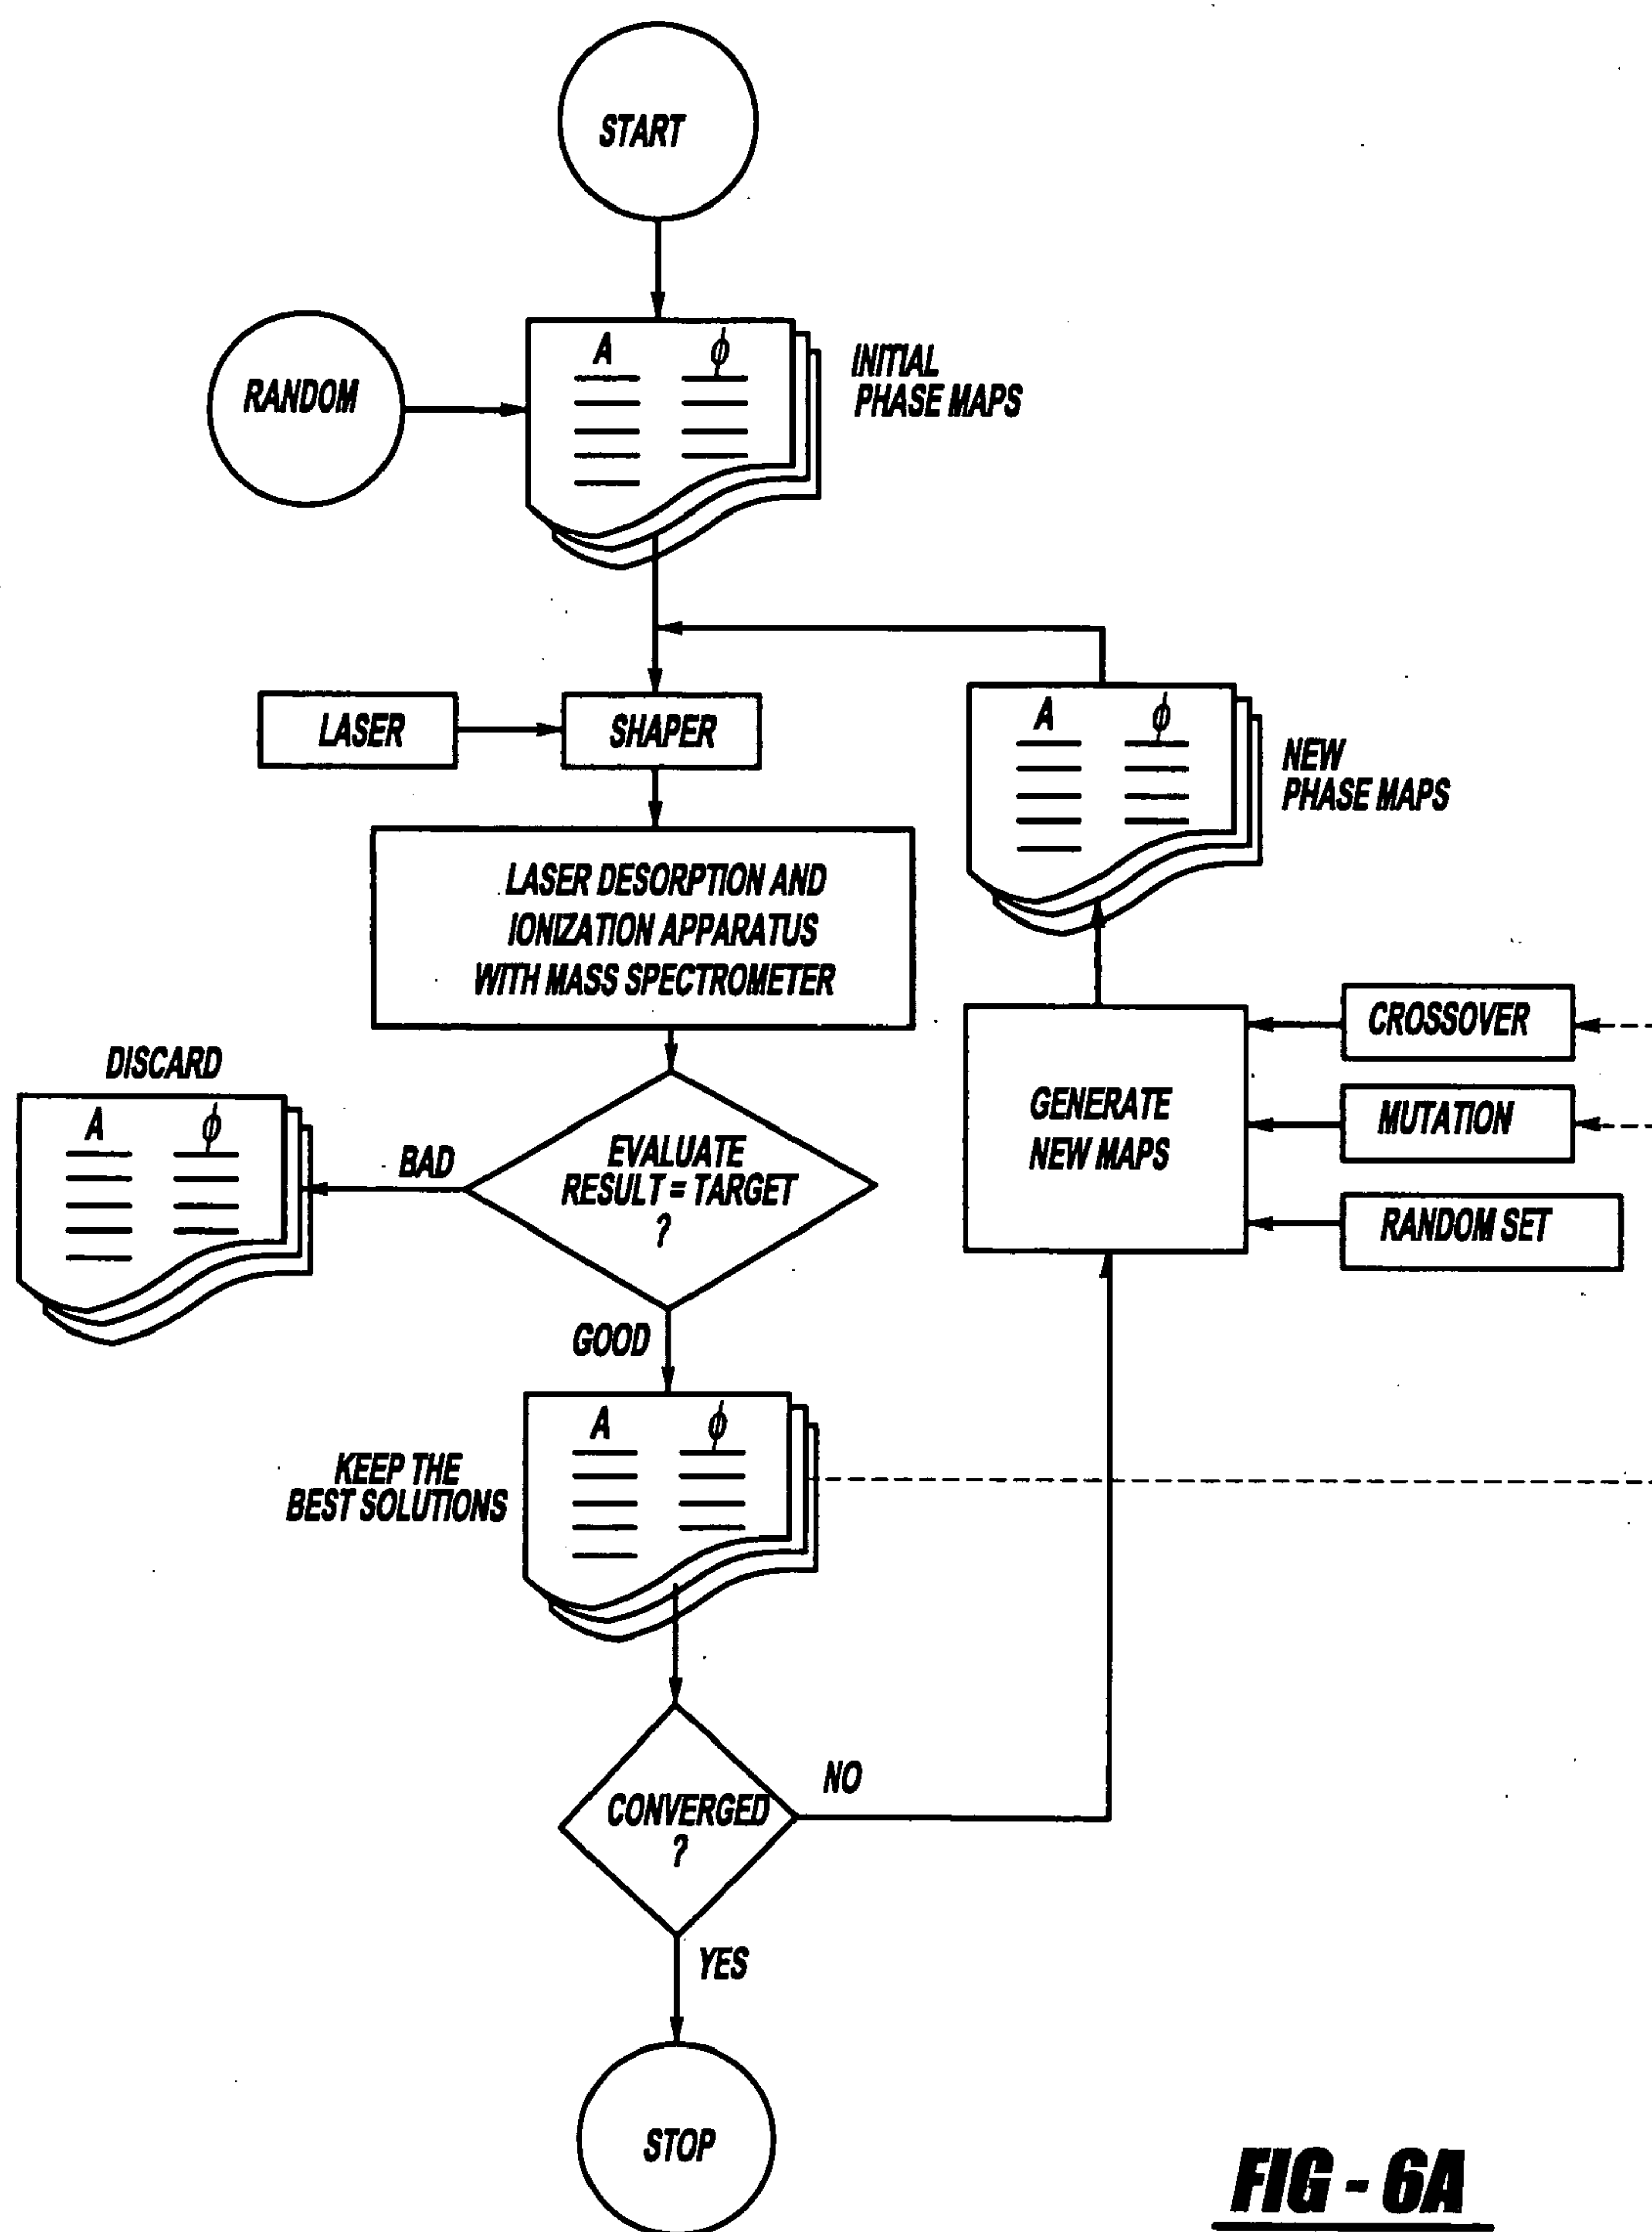 START
RANDOM
A ϕ
INITIAL
PHASE MAPS
LASER
SHAPER
A ϕ
NEW
PHASE MAPS
LASER DESORPTION AND
IONIZATION APPARATUS
WITH MASS SPECTROMETER
CROSSOVER
MUTATION
RANDOM SET
GENERATE
NEW MAPS
DISCARD
A ϕ
BAD
EVALUATE
RESULT = TARGET
?
GOOD
A ϕ
KEEP THE
BEST SOLUTIONS
CONVERGED
?
NO
YES
STOP
FIG - 6A